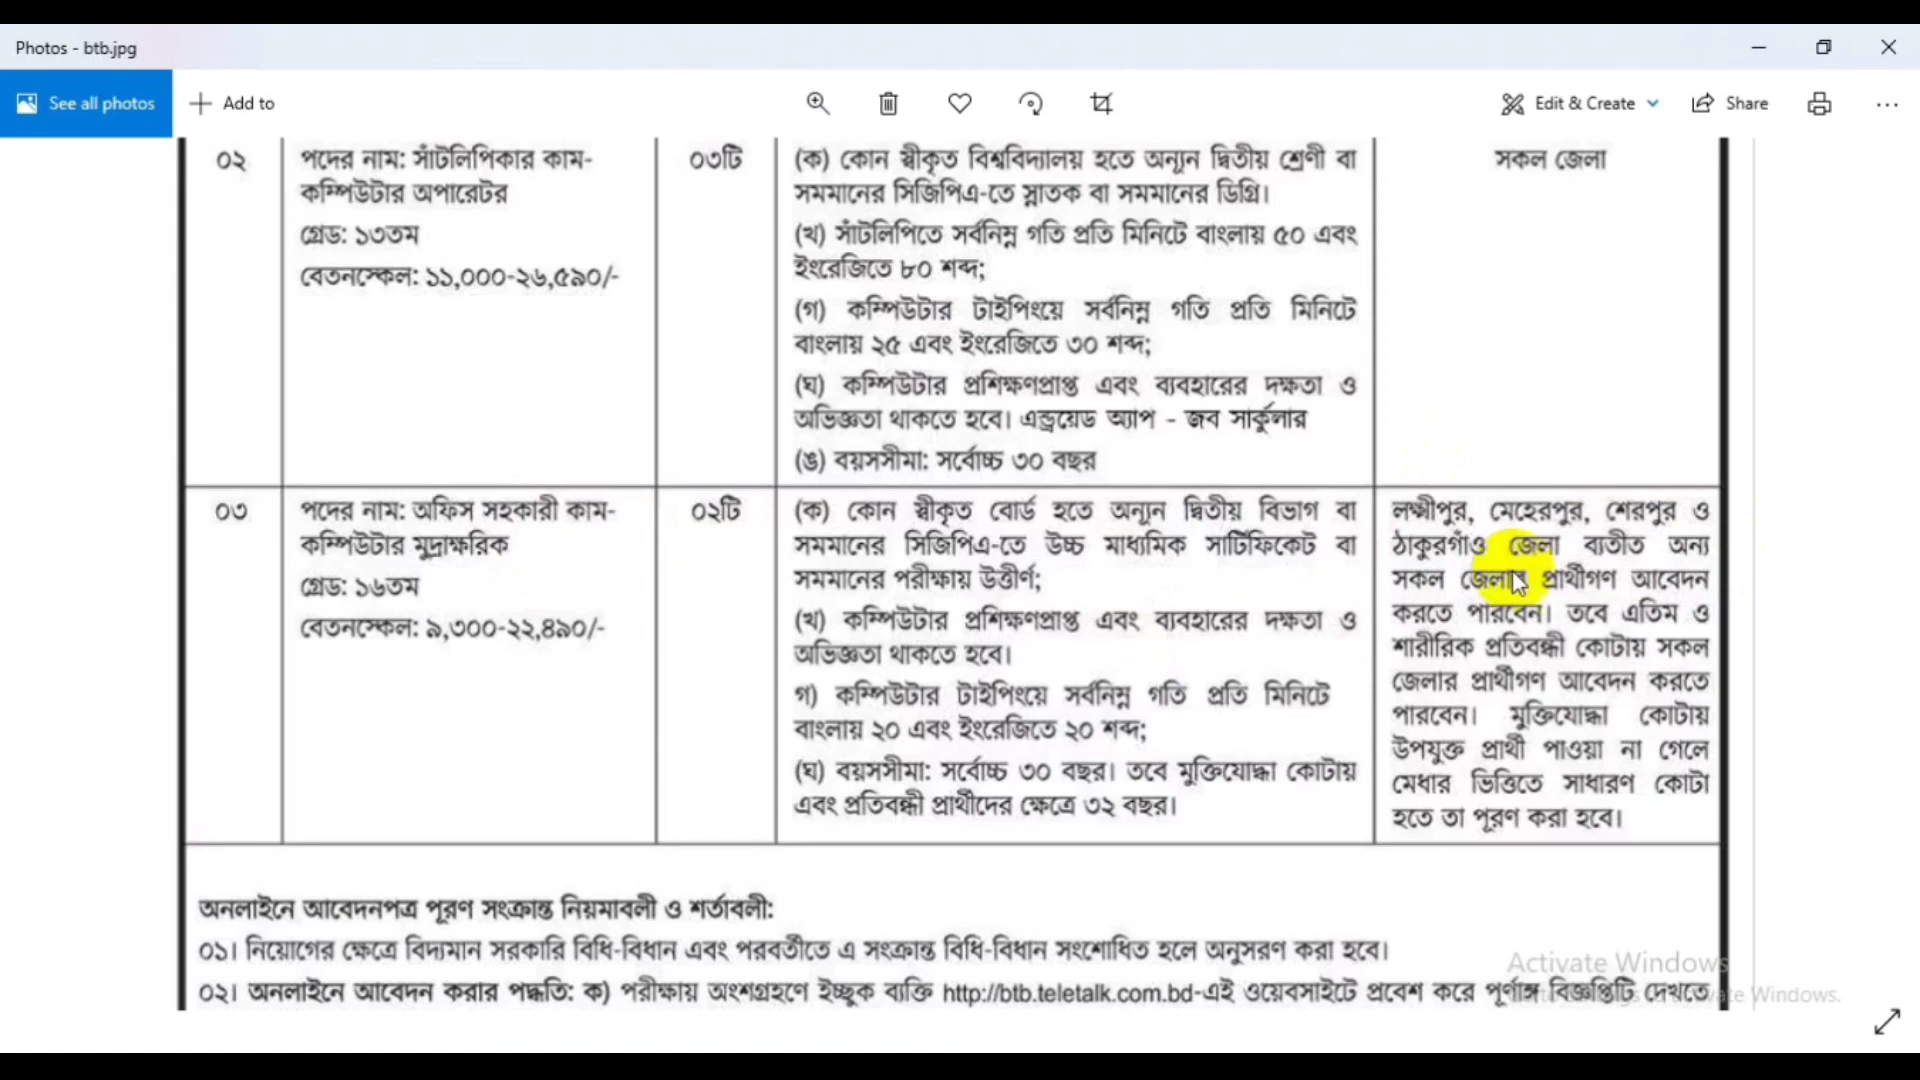 Photos - btb.jpg
See all photos
Add to
Edit & Create
Share
০২
পদের নাম: সাঁটলিপিকার কাম-
কম্পিউটার অপারেটর
গ্রেড: ১৩তম
বেতনস্কেল: ১১,০০০-২৬,৫৯০/-
০৩টি
(ক) কোন স্বীকৃত বিশ্ববিদ্যালয় হতে অন্যূন দ্বিতীয় শ্রেণী বা
সমমানের সিজিপিএ-তে স্নাতক বা সমমানের ডিগ্রি।
(খ) সাঁটলিপিতে সর্বনিম্ন গতি প্রতি মিনিটে বাংলায় ৫০ এবং
ইংরেজিতে ৮০ শব্দ;
(গ) কম্পিউটার টাইপিংয়ে সর্বনিম্ন গতি প্রতি মিনিটে
বাংলায় ২৫ এবং ইংরেজিতে ৩০ শব্দ;
(ঘ) কম্পিউটার প্রশিক্ষণপ্রাপ্ত এবং ব্যবহারের দক্ষতা ও
অভিজ্ঞতা থাকতে হবে। এন্ড্রয়েড অ্যাপ - জব সার্কুলার
(ঙ) বয়সসীমা: সর্বোচ্চ ৩০ বছর
সকল জেলা
০৩
পদের নাম: অফিস সহকারী কাম-
কম্পিউটার মুদ্রাক্ষরিক
গ্রেড: ১৬তম
বেতনস্কেল: ৯,৩০০-২২,৪৯০/-
০২টি
(ক) কোন স্বীকৃত বোর্ড হতে অন্যূন দ্বিতীয় বিভাগ বা
সমমানের সিজিপিএ-তে উচ্চ মাধ্যমিক সার্টিফিকেট বা
সমমানের পরীক্ষায় উত্তীর্ণ;
(খ) কম্পিউটার প্রশিক্ষণপ্রাপ্ত এবং ব্যবহারের দক্ষতা ও
অভিজ্ঞতা থাকতে হবে।
গ) কম্পিউটার টাইপিংয়ে সর্বনিম্ন গতি প্রতি মিনিটে
বাংলায় ২০ এবং ইংরেজিতে ২০ শব্দ;
(ঘ) বয়সসীমা: সর্বোচ্চ ৩০ বছর। তবে মুক্তিযোদ্ধা কোটায়
এবং প্রতিবন্ধী প্রার্থীদের ক্ষেত্রে ৩২ বছর।
লক্ষ্মীপুর, মেহেরপুর, শেরপুর ও
ঠাকুরগাঁও জেলা ব্যতীত অন্য
সকল জেলার প্রার্থীগণ আবেদন
করতে পারবেন। তবে এতিম ও
শারীরিক প্রতিবন্ধী কোটায় সকল
জেলার প্রার্থীগণ আবেদন করতে
পারবেন। মুক্তিযোদ্ধা কোটায়
উপযুক্ত প্রার্থী পাওয়া না গেলে
মেধার ভিত্তিতে সাধারণ কোটা
হতে তা পূরণ করা হবে।
অনলাইনে আবেদনপত্র পূরণ সংক্রান্ত নিয়মাবলী ও শর্তাবলী:
০১। নিয়োগের ক্ষেত্রে বিদ্যমান সরকারি বিধি-বিধান এবং পরবর্তীতে এ সংক্রান্ত বিধি-বিধান সংশোধিত হলে অনুসরণ করা হবে।
০২। অনলাইনে আবেদন করার পদ্ধতি: ক) পরীক্ষায় অংশগ্রহণে ইচ্ছুক ব্যক্তি http://btb.teletalk.com.bd-এই ওয়েবসাইটে প্রবেশ করে পূর্ণাঙ্গ বিজ্ঞপ্তিটি দেখতে
Activate Windows
Windows.